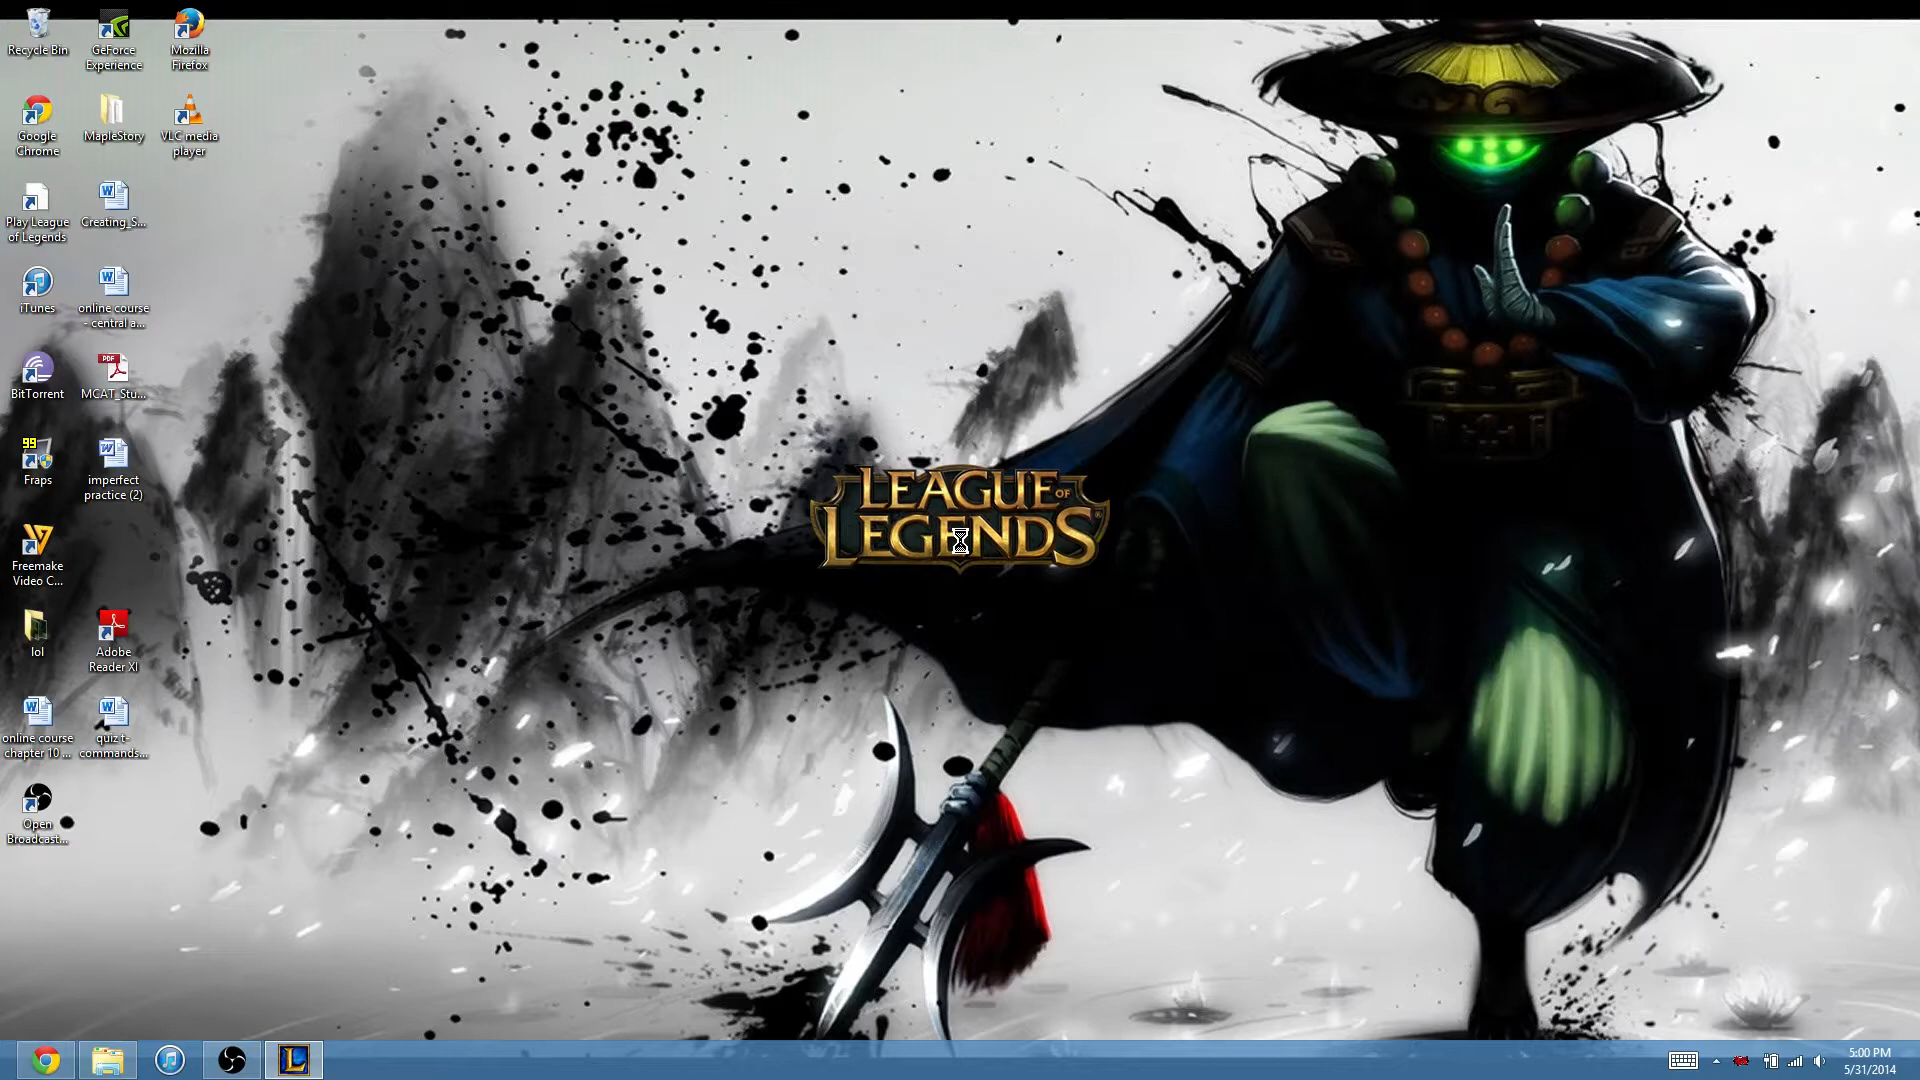 Recycle Bin
GeForce
Experience
Mozilla
Firefox
Google
Chrome
MapleStory
VLC media
player
Play League
of Legends
Creating_S...
iTunes
online course
- central a...
BitTorrent
PDF
MCAT_Stu...
99
Fraps
imperfect
practice (2)
Freemake
Video C...
lol
Adobe
Reader XI
online course
chapter 10 ...
quiz t-
commands...
Open
Broadcast...
LEAGUE OF
LEGENDS
L
5:00 PM
5/31/2014